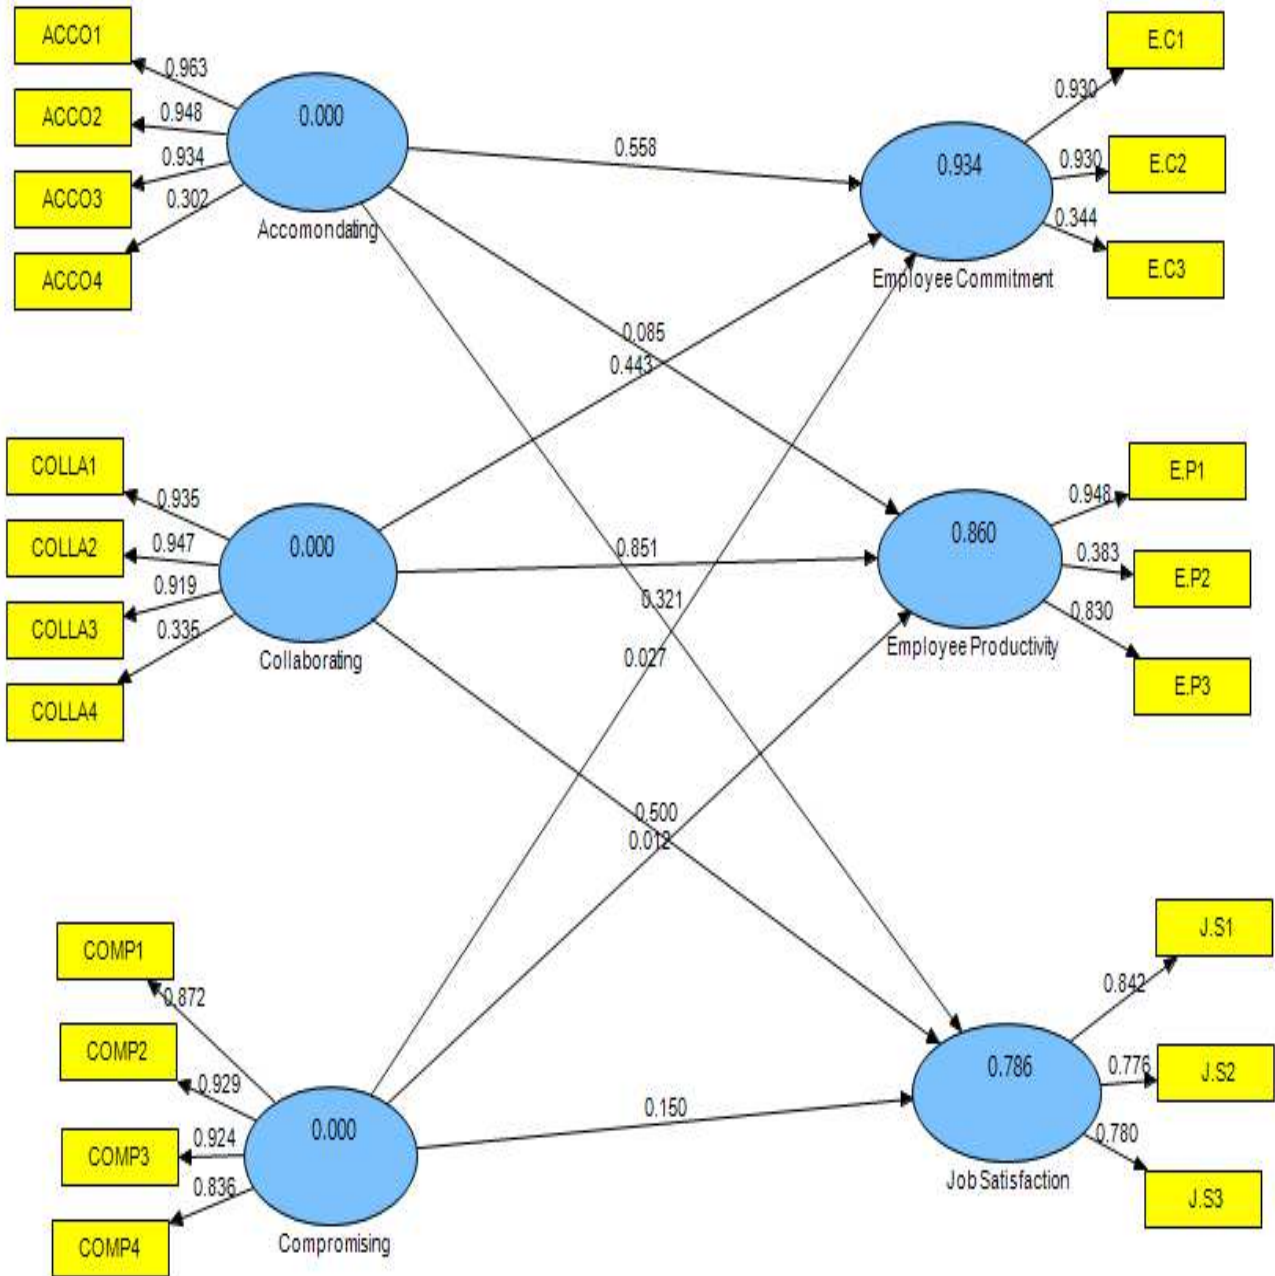 ACCO1
0.963
ACCO2
0.948
ACCO3
0.934
ACCO4
0.302
0.000
Accomondating
0.558
E.C1
0.930
0.934
0.930
E.C2
0.344
E.C3
Employee Commitment
0.085
0.443
COLLA1
0.935
COLLA2
0.947
COLLA3
0.919
COLLA4
0.335
0.000
Collaborating
0.851
0.321
0.027
E.P1
0.948
0.860
0.383
E.P2
0.830
E.P3
Employee Productivity
0.500
0.012
COMP1
0.872
COMP2
0.929
COMP3
0.924
COMP4
0.836
0.000
Compromising
0.150
J.S1
0.842
0.786
0.776
J.S2
0.780
J.S3
Job Satisfaction